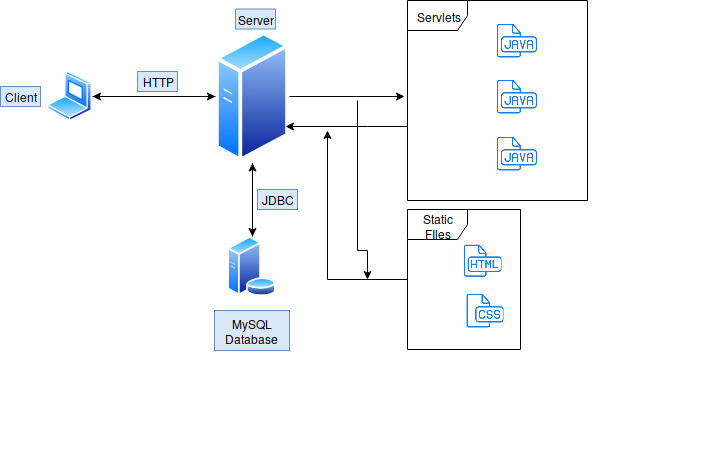 Server
Servlets
JAVA
HTTP
Client
JAVA
JAVA
JDBC
Static
FIles
HTML
CSS
MySQL
Database